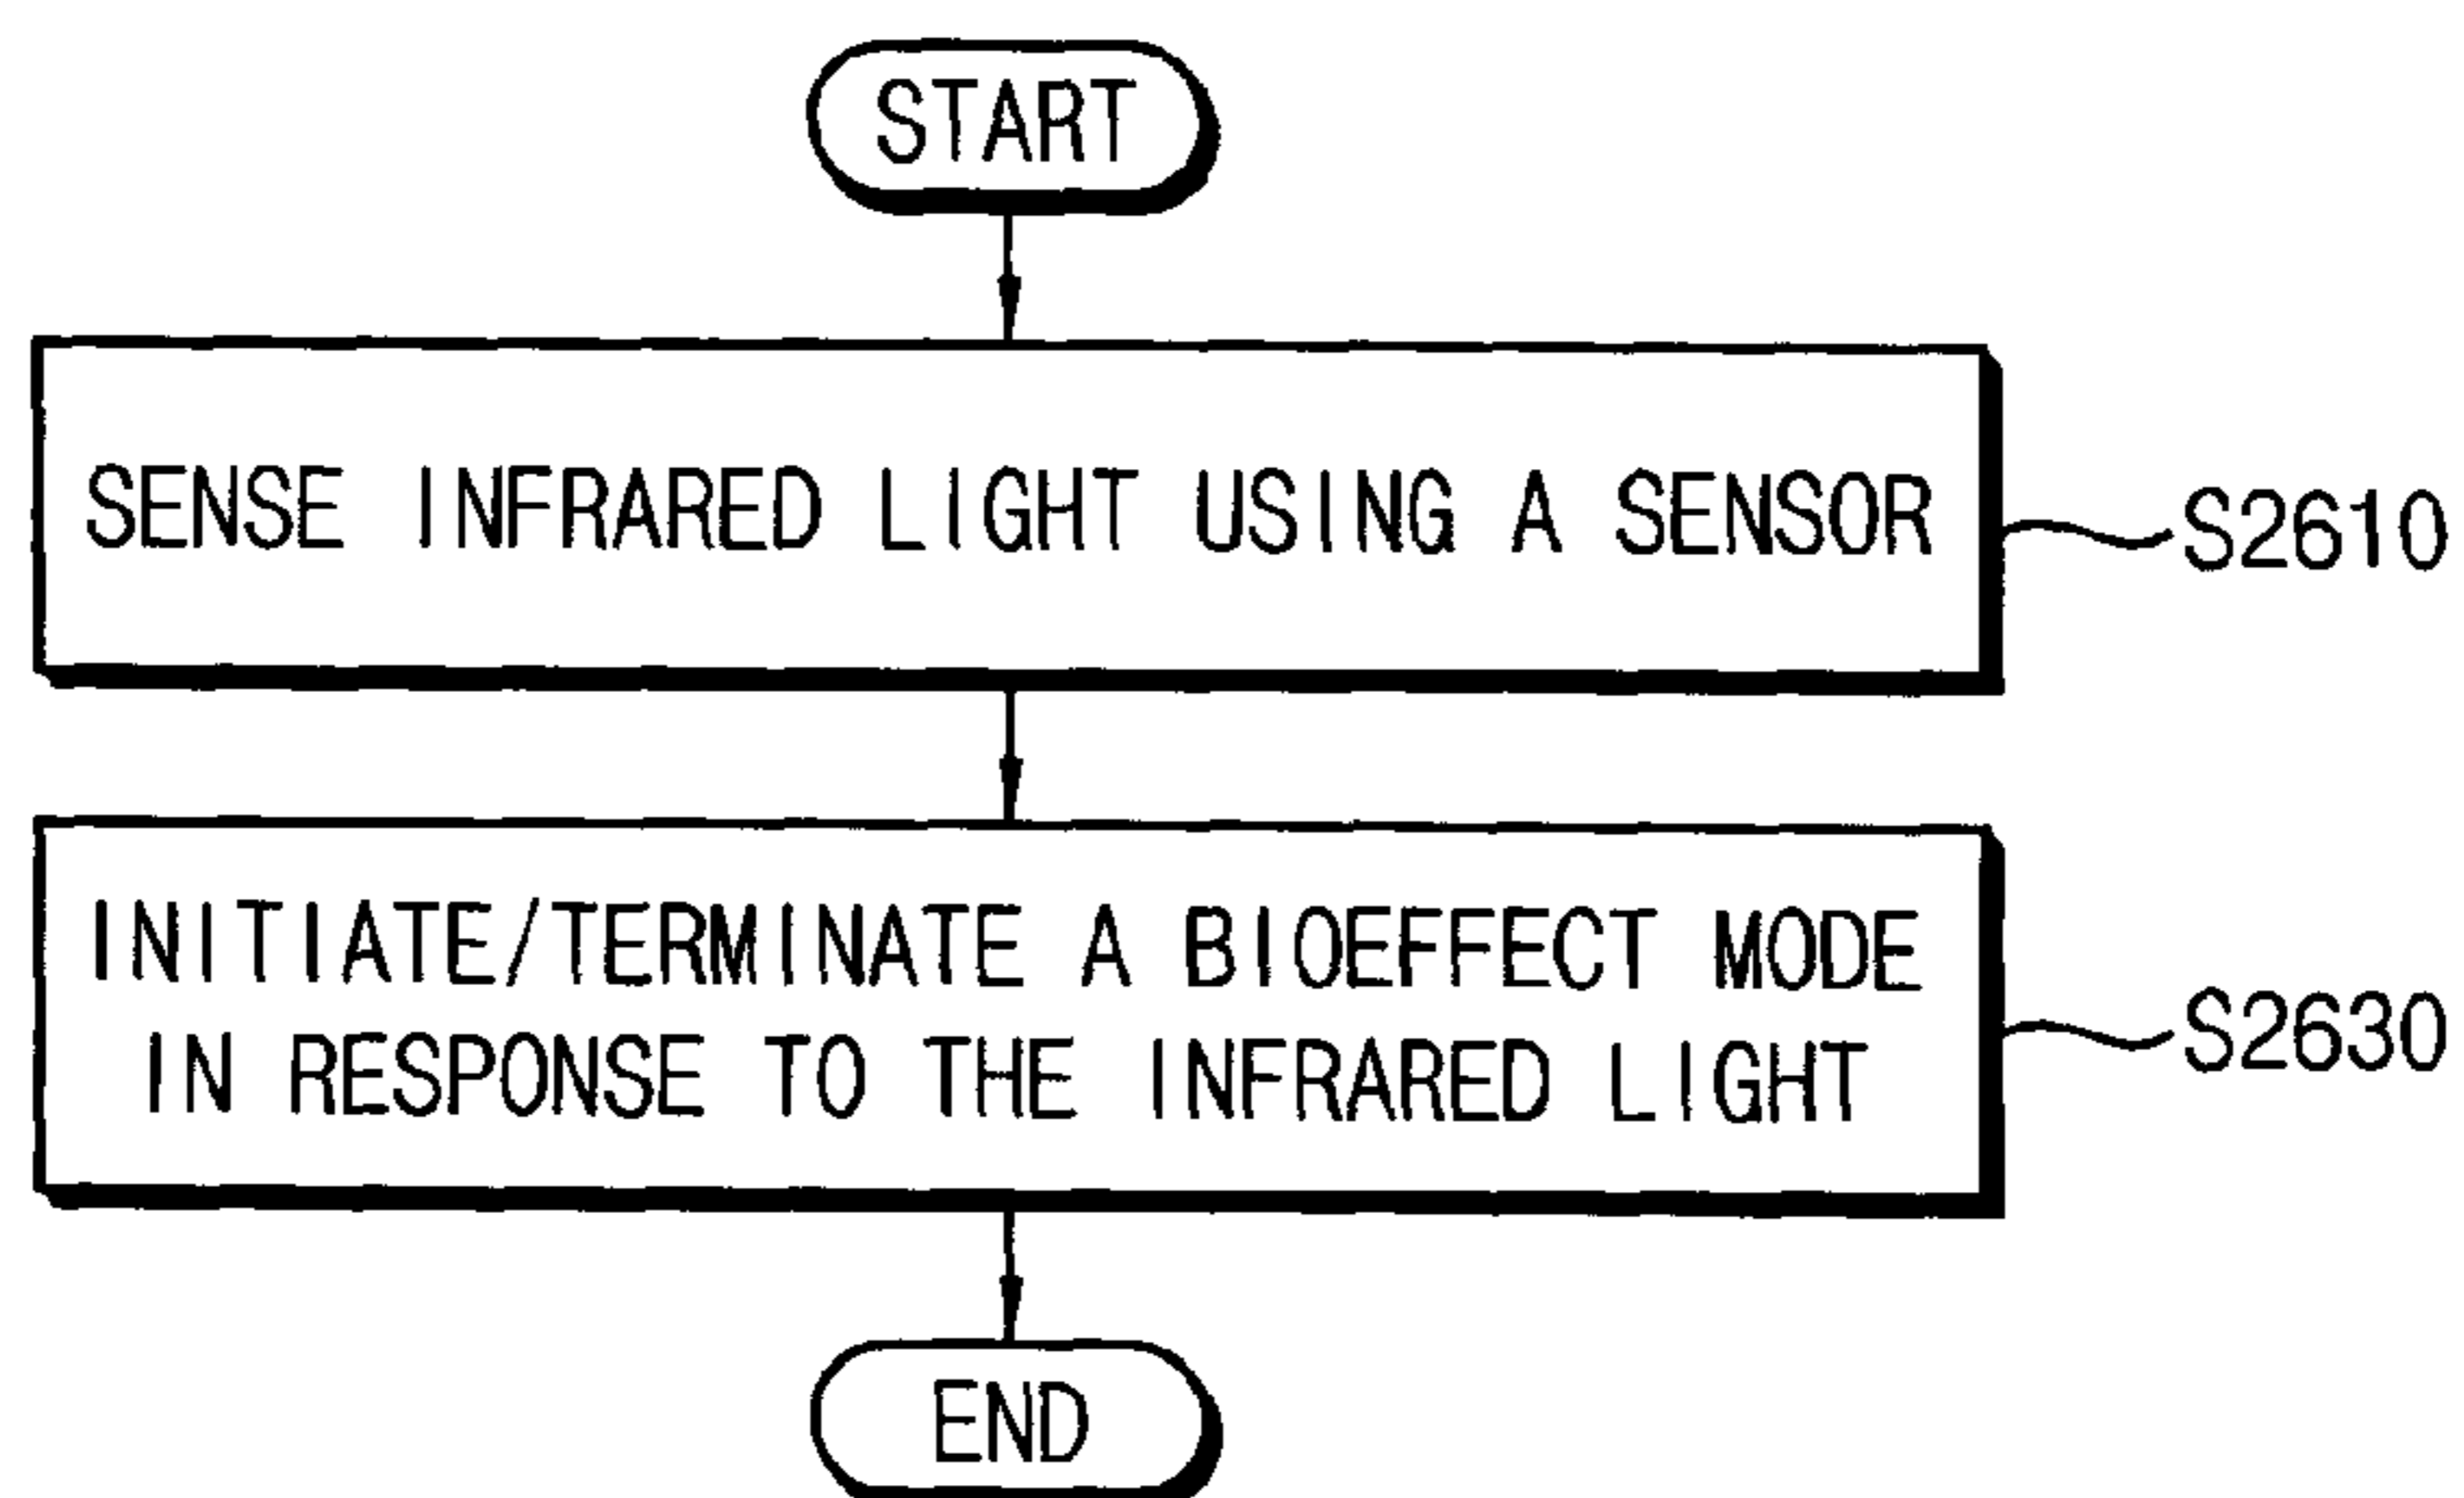 START
SENSE INFRARED LIGHT USING A SENSOR
S2610
INITIATE/TERMINATE A BIOEFFECT MODE
IN RESPONSE TO THE INFRARED LIGHT
S2630
END